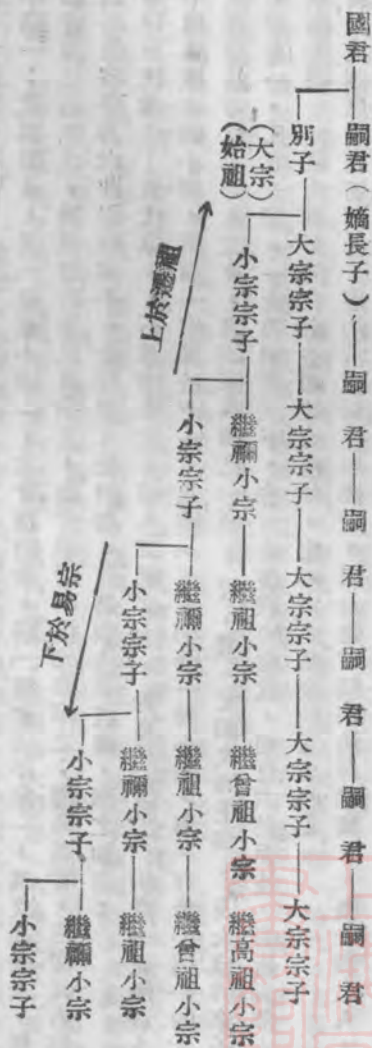 國君——嗣君（嫡長子）——嗣君——嗣君——嗣君——嗣君——嗣君
別子——大宗宗子——大宗宗子——大宗宗子——大宗宗子——大宗宗子
（大宗）
（始祖）
小宗宗子——繼禰小宗——繼祖小宗——繼曾祖小宗 繼高祖小宗
小宗宗子——繼禰小宗——繼祖小宗——繼曾祖小宗
祖遷於上
小宗宗子——繼禰小宗——繼祖小宗
小宗宗子——繼禰小宗
宗易於下
小宗宗子